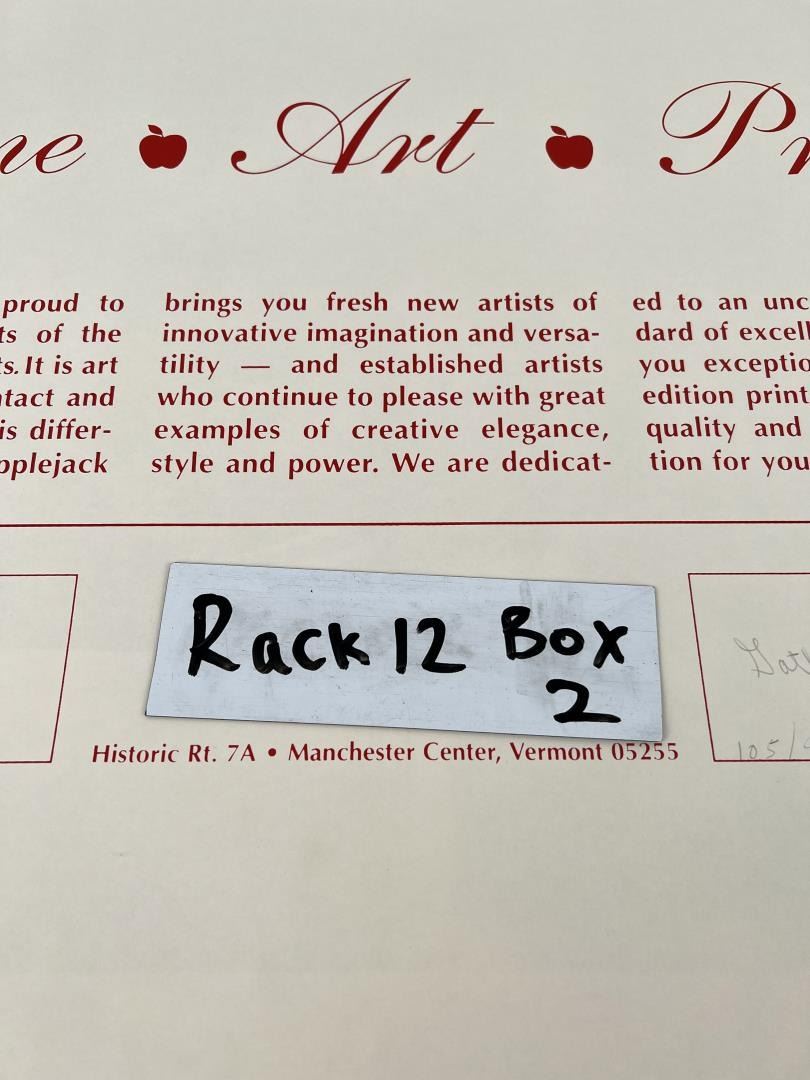 ne Art Pr
proud to
ts of the
ts. It is art
ntact and
is differ-
pplejack
brings you fresh new artists of
innovative imagination and versa-
tility — and established artists
who continue to please with great
examples of creative elegance,
style and power. We are dedicat-
ed to an unc
dard of excell
you exceptio
edition print
quality and
tion for you
Rack 12 Box
2
Historic Rt. 7A • Manchester Center, Vermont 05255
105/